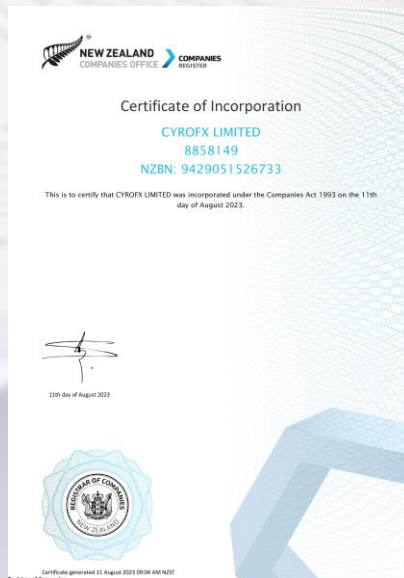 ®
NEW ZEALAND
COMPANIES OFFICE
COMPANIES
REGISTER
Certificate of Incorporation
CYROFX LIMITED
8858149
NZBN: 9429051526733
This is to certify that CYROFX LIMITED was incorporated under the Companies Act 1993 on the 11th
day of August 2023.
11th day of August 2023
REGISTRAR OF COMPANIES
NEW ZEALAND
Certificate generated 11 August 2023 09:04 AM NZST